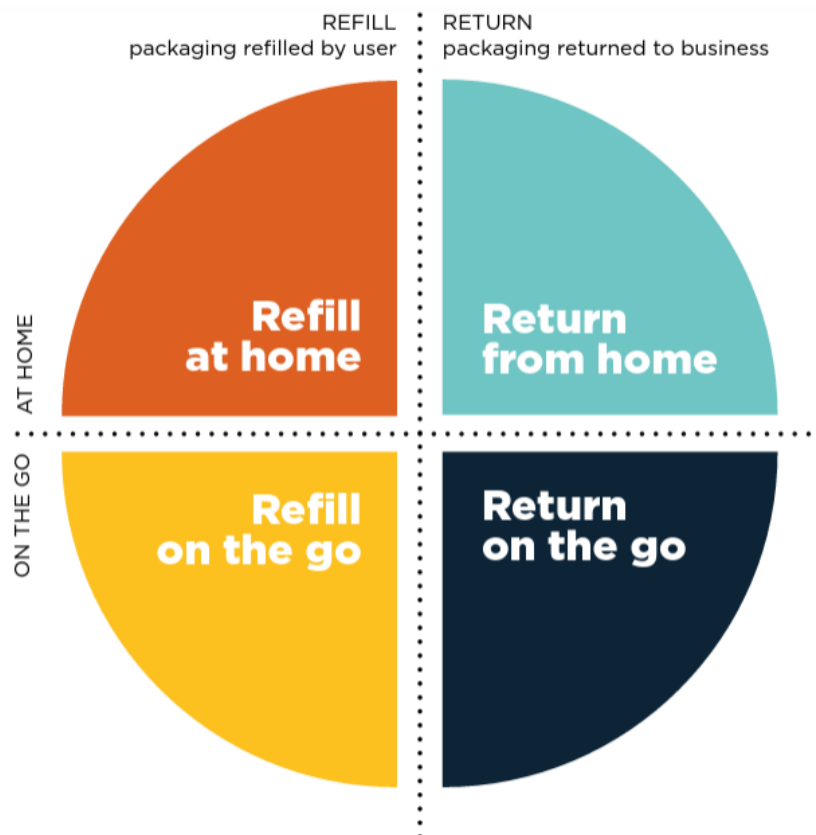 REFILL
packaging refilled by user
RETURN
packaging returned to business
AT HOME
Refill
at home
Return
from home
ON THE GO
Refill
on the go
Return
on the go